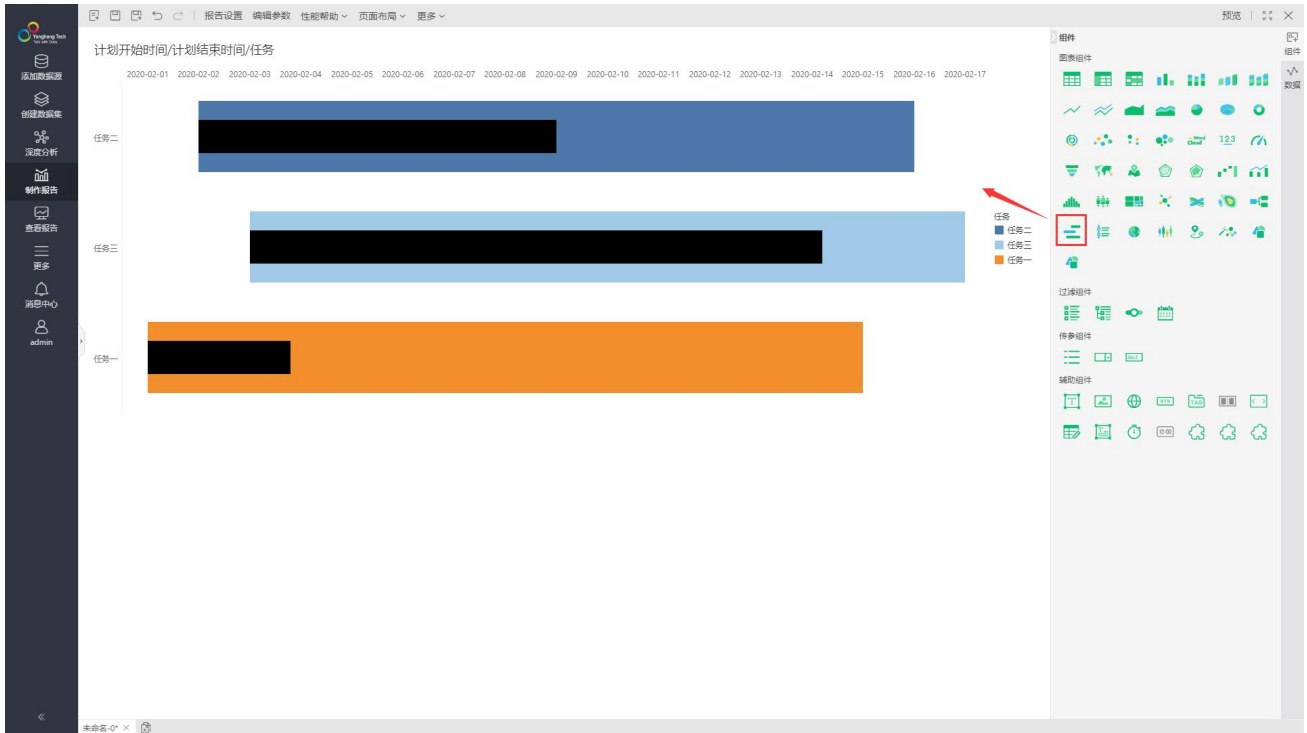 报告设置 编辑参数 性能帮助 页面布局 更多 预览
Yonghong Tech
添加数据源
创建数据集
深度分析
制作报告
查看报告
更多
消息中心
admin
计划开始时间/计划结束时间/任务
2020-02-01 2020-02-02 2020-02-03 2020-02-04 2020-02-05 2020-02-06 2020-02-07 2020-02-08 2020-02-09 2020-02-10 2020-02-11 2020-02-12 2020-02-13 2020-02-14 2020-02-15 2020-02-16 2020-02-17
任务二
任务三
任务一
任务
任务二
任务三
任务一
组件
图表组件
123
过滤组件
传参组件
辅助组件
T
BTN
TAB
12:00
组件
数据
未命名-0*